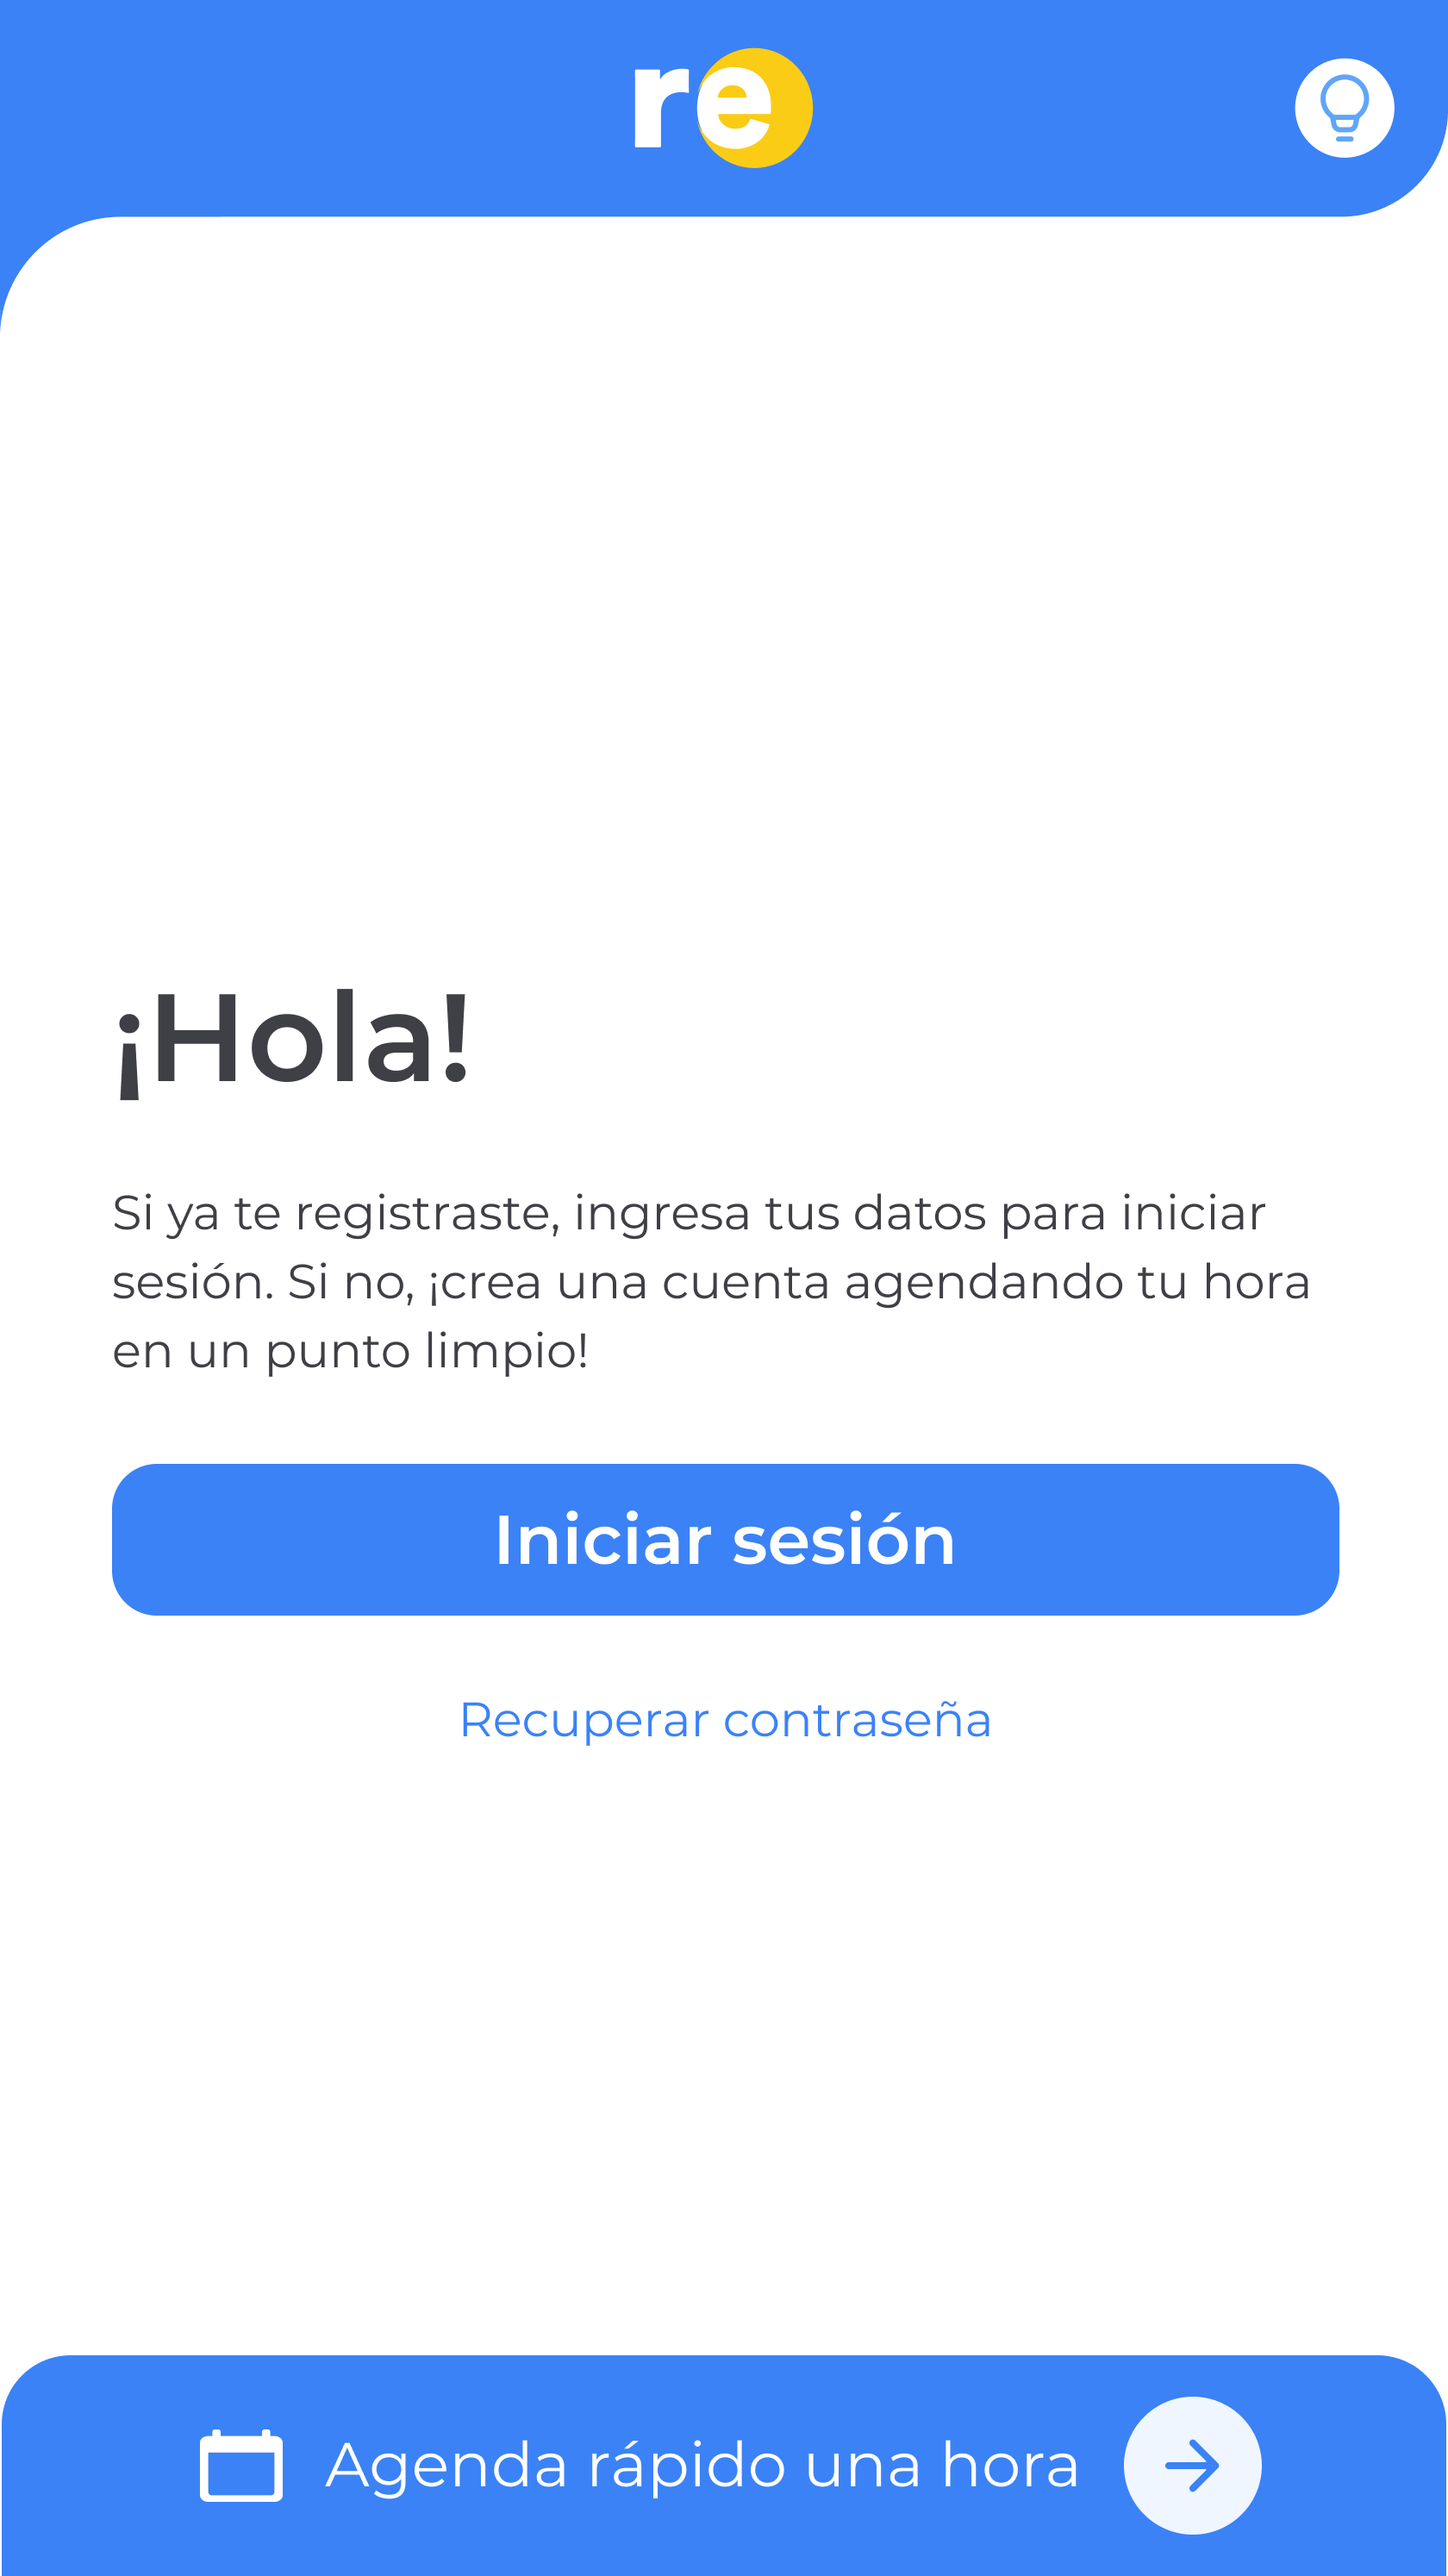 re
¡Hola!
Si ya te registraste, ingresa tus datos para iniciar
sesión. Si no, ¡crea una cuenta agendando tu hora
en un punto limpio!
Iniciar sesión
Recuperar contraseña
Agenda rápido una hora